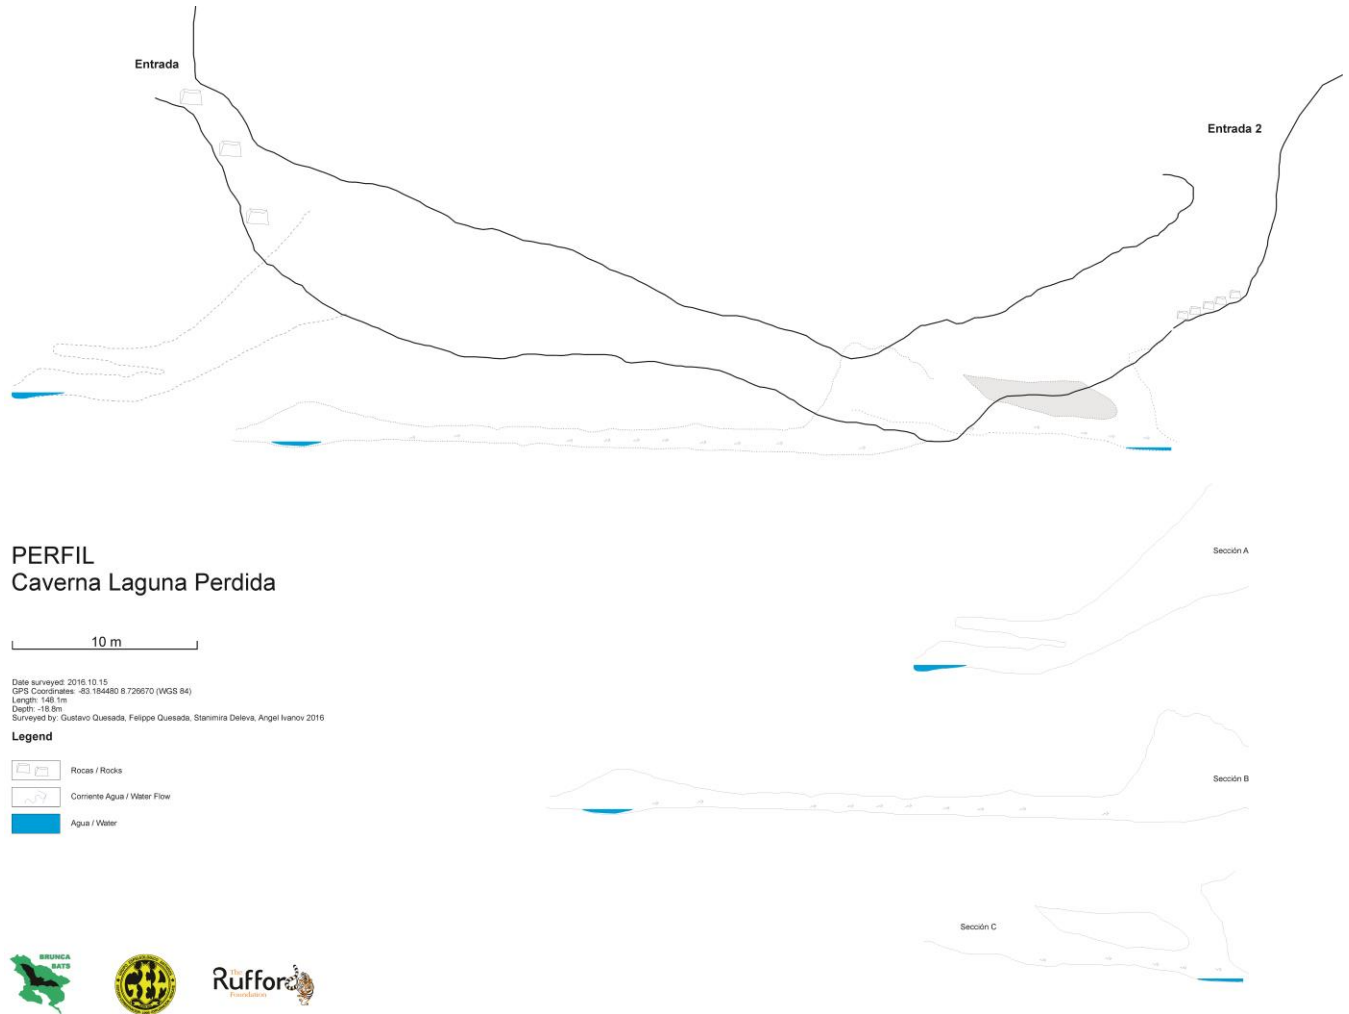 Entrada
Entrada 2
Sección A
PERFIL
Caverna Laguna Perdida
10 m
Date surveyed: 2016.10.15
GPS Coordinates: -83.184480 8.726670 (WGS 84)
Length: 148.1m
Depth: -18.8m
Surveyed by: Gustavo Quesada, Felippe Quesada, Stanimira Deleva, Angel Ivanov 2016
Legend
Rocas / Rocks
Corriente Agua / Water Flow
Agua / Water
Sección B
Sección C
BRUNCA
BATS
The
Rufford
Foundation